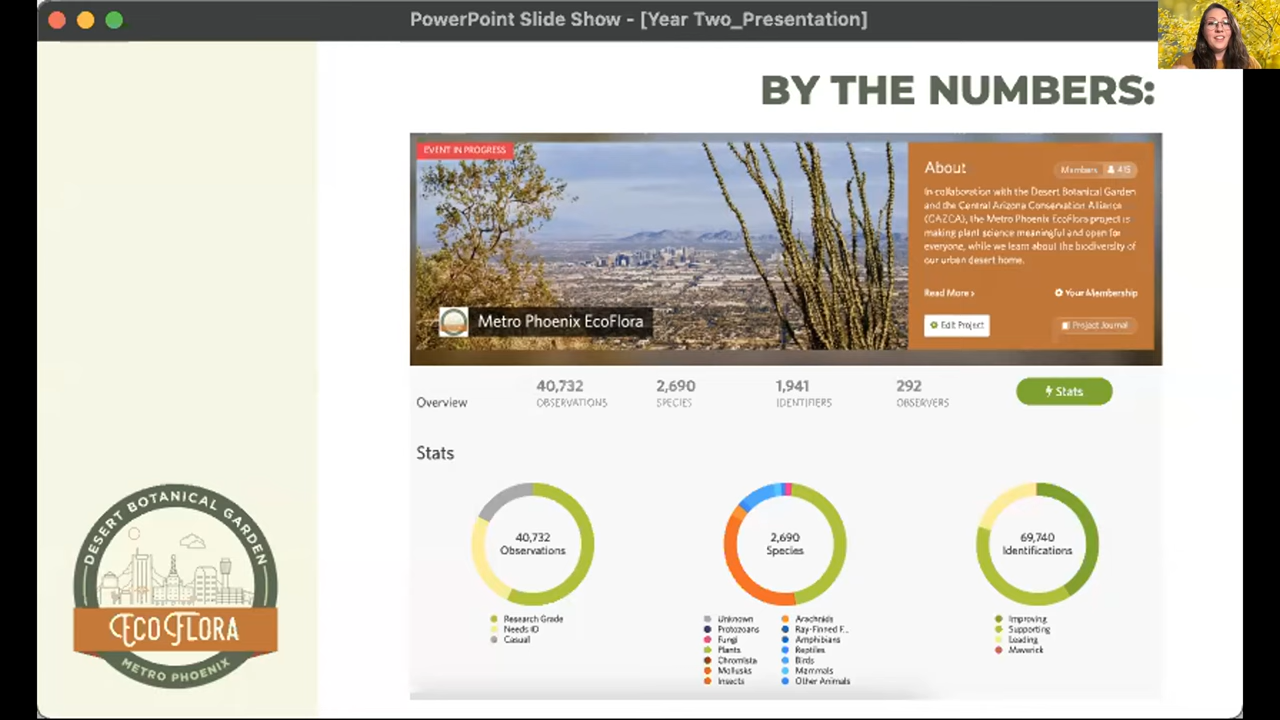 PowerPoint Slide Show - [Year Two_Presentation]
BY THE NUMBERS:
EVENT IN PROGRESS
Metro Phoenix EcoFlora
About
Members 415
In collaboration with the Desert Botanical Garden
and the Central Arizona Conservation Alliance
(CAZCA), the Metro Phoenix EcoFlora project is
making plant science meaningful and open for
everyone, while we learn about the biodiversity of
our urban desert home.
Read More >
Your Membership
Edit Project
Project Journal
Overview
40,732
OBSERVATIONS
2,690
SPECIES
1,941
IDENTIFIERS
292
OBSERVERS
Stats
Stats
40,732
Observations
Research Grade
Needs ID
Casual
2,690
Species
Unknown
Protozoans
Fungi
Plants
Chromista
Mollusks
Insects
Arachnids
Ray-Finned F...
Amphibians
Reptiles
Birds
Mammals
Other Animals
69,740
Identifications
Improving
Supporting
Leading
Maverick
DESERT BOTANICAL GARDEN
ECOFLORA
METRO PHOENIX